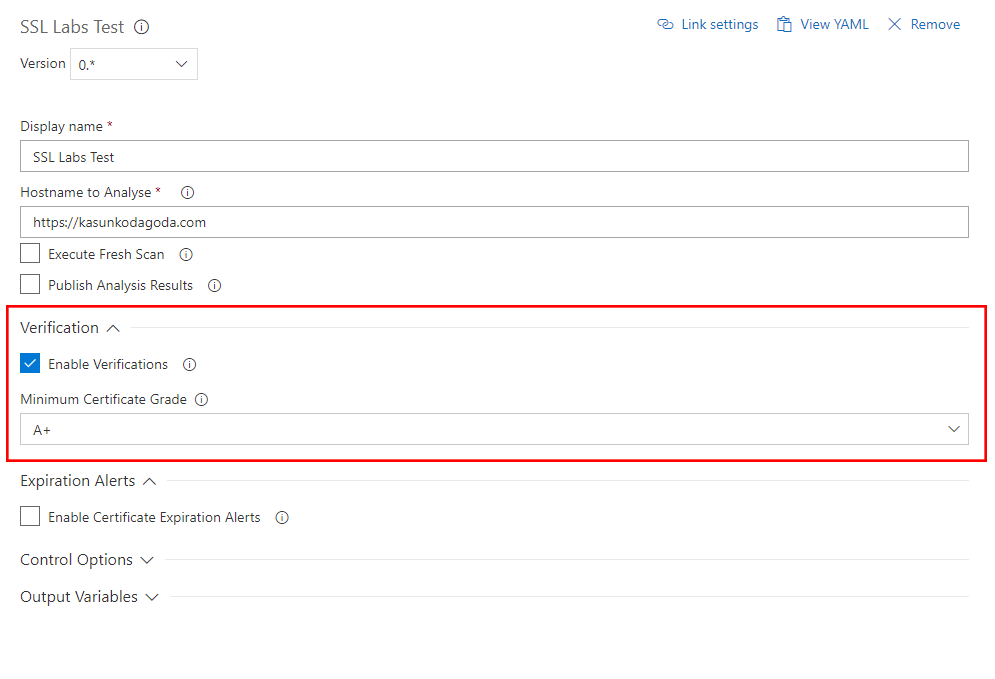 SSL Labs Test
Link settings View YAML Remove
Version 0.*
Display name *
SSL Labs Test
Hostname to Analyse *
https://kasunkodagoda.com
Execute Fresh Scan
Publish Analysis Results
Verification
Enable Verifications
Minimum Certificate Grade
A+
Expiration Alerts
Enable Certificate Expiration Alerts
Control Options
Output Variables